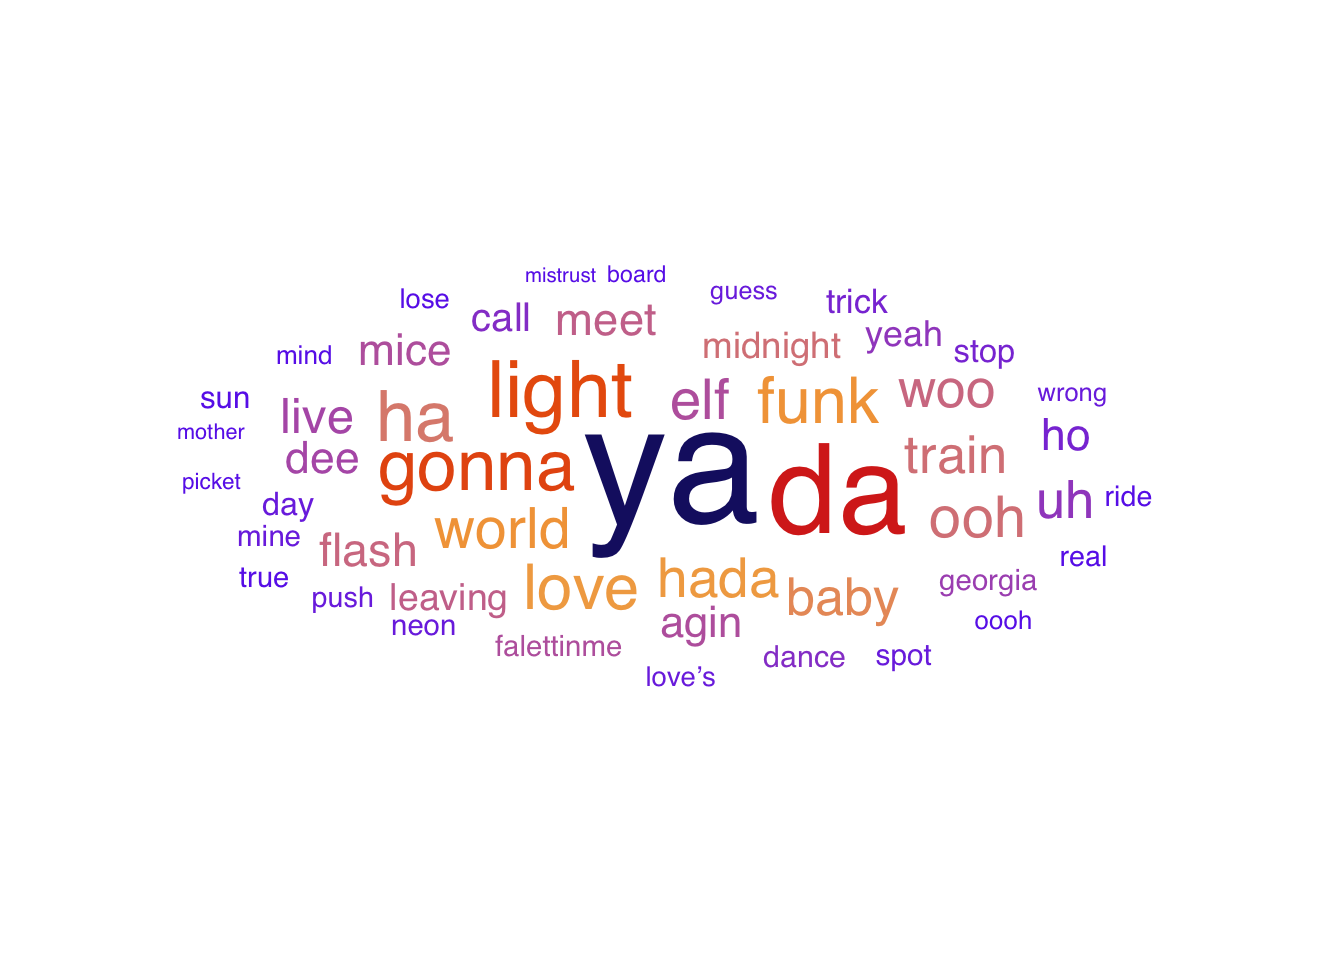 mistrust board
lose guess trick
call meet
midnight yeah stop
mind mice
light elf funk woo wrong
sun live ha ho
mother dee gonna ya da train
picket uh ride
day world ooh
mine flash real
true love hada georgia
push leaving baby
neon agin oooh
falettinme dance spot
love’s